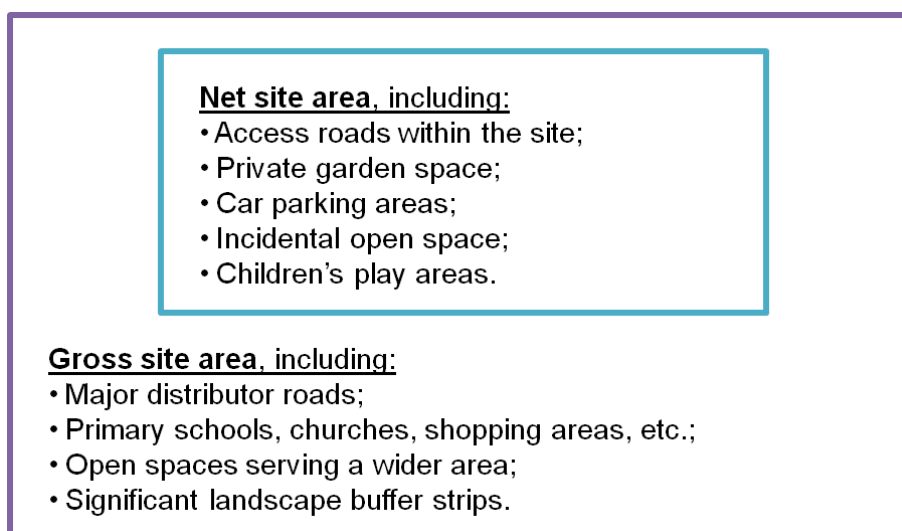 Net site area, including:
• Access roads within the site;
• Private garden space;
• Car parking areas;
• Incidental open space;
• Children’s play areas.
Gross site area, including:
• Major distributor roads;
• Primary schools, churches, shopping areas, etc.;
• Open spaces serving a wider area;
• Significant landscape buffer strips.